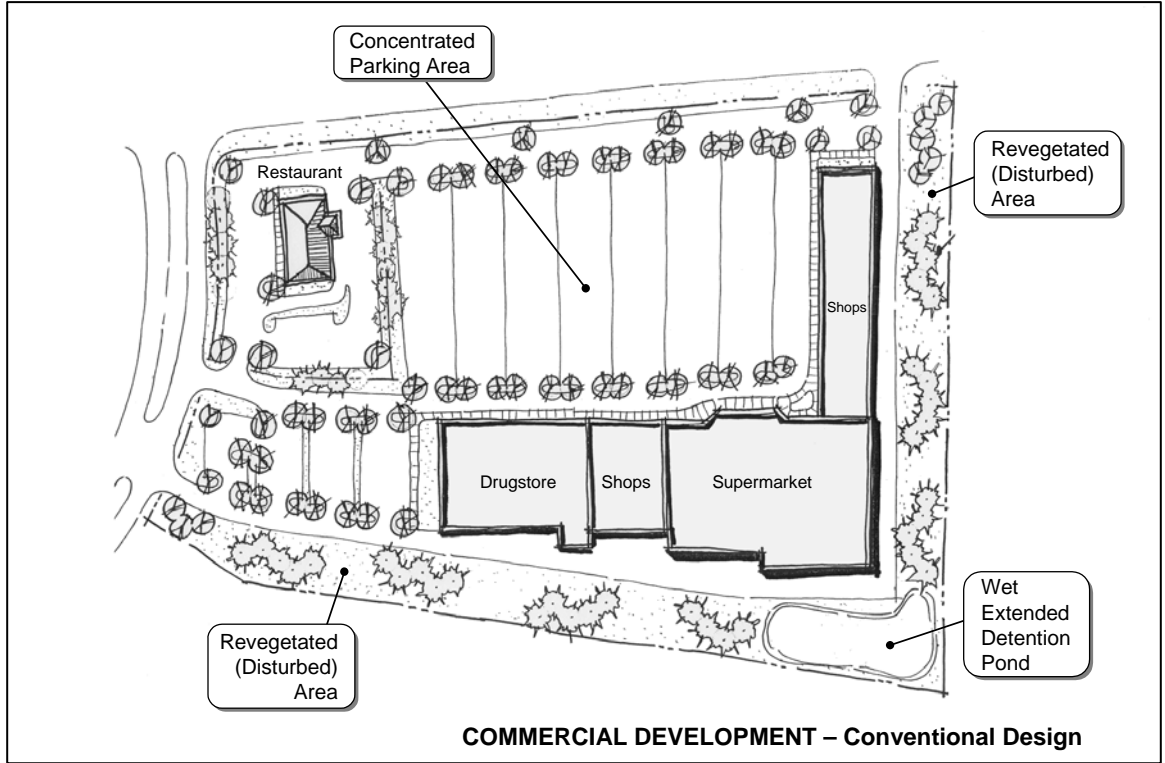 Concentrated
Parking Area
Restaurant
Revegetated
(Disturbed)
Area
Shops
Drugstore
Shops
Supermarket
Revegetated
(Disturbed)
Area
Wet
Extended
Detention
Pond
COMMERCIAL DEVELOPMENT – Conventional Design